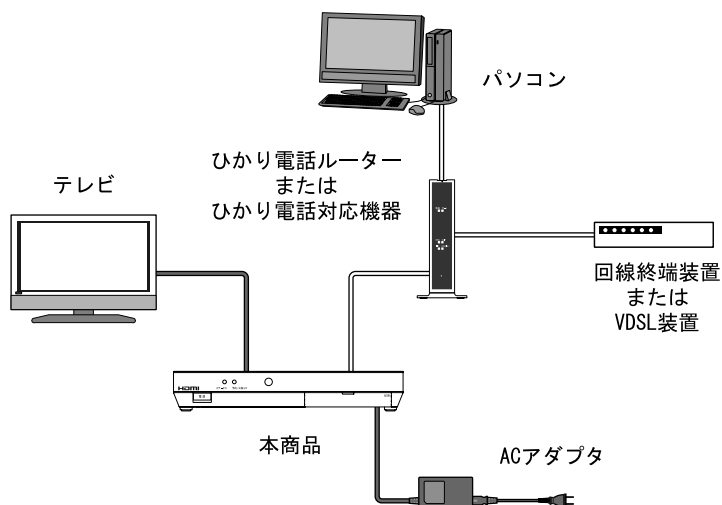 パソコン
ひかり電話ルーター
または
ひかり電話対応機器
テレビ
回線終端装置
または
VDSL装置
HDMI
本商品
ACアダプタ